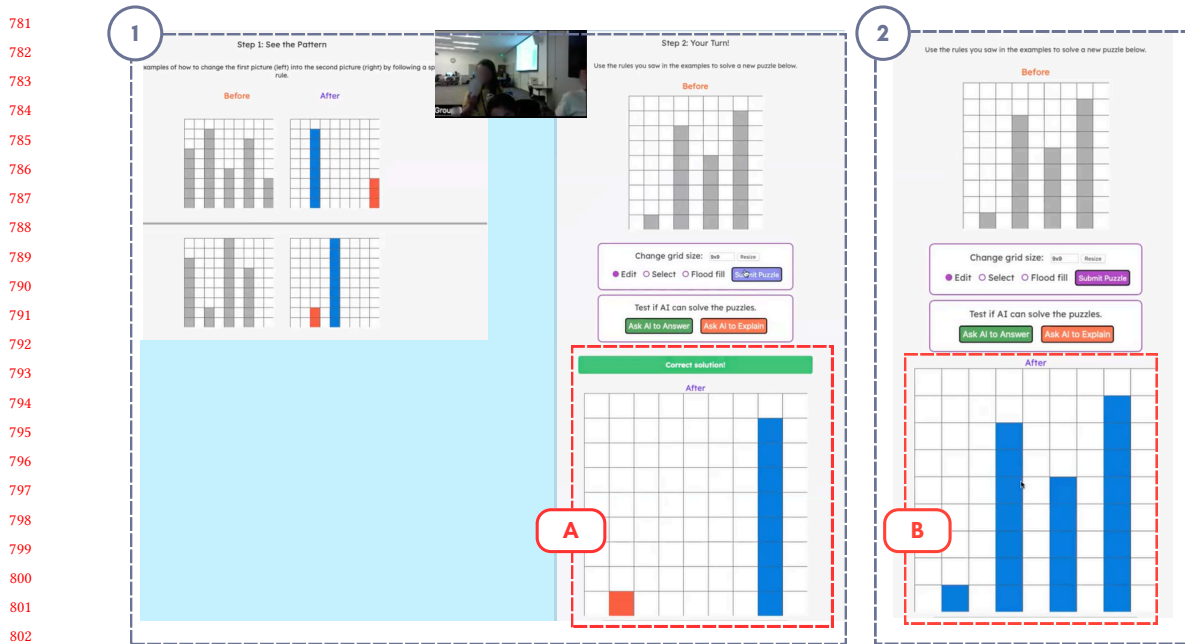 781
782
783
784
785
786
787
788
789
790
791
792
793
794
795
796
797
798
799
800
801
802
1
Step 1: See the Pattern
xamples of how to change the first picture (left) into the second picture (right) by following a sp
rule.
Before
After
Group
Step 2: Your Turn!
Use the rules you saw in the examples to solve a new puzzle below.
Before
Change grid size: 9x9 Resize
Edit Select Flood fill Submit Puzzle
Test if AI can solve the puzzles.
Ask AI to Answer Ask AI to Explain
Correct solution!
After
A
2
Use the rules you saw in the examples to solve a new puzzle below.
Before
Change grid size: 9x9 Resize
Edit Select Flood fill Submit Puzzle
Test if AI can solve the puzzles.
Ask AI to Answer Ask AI to Explain
After
B